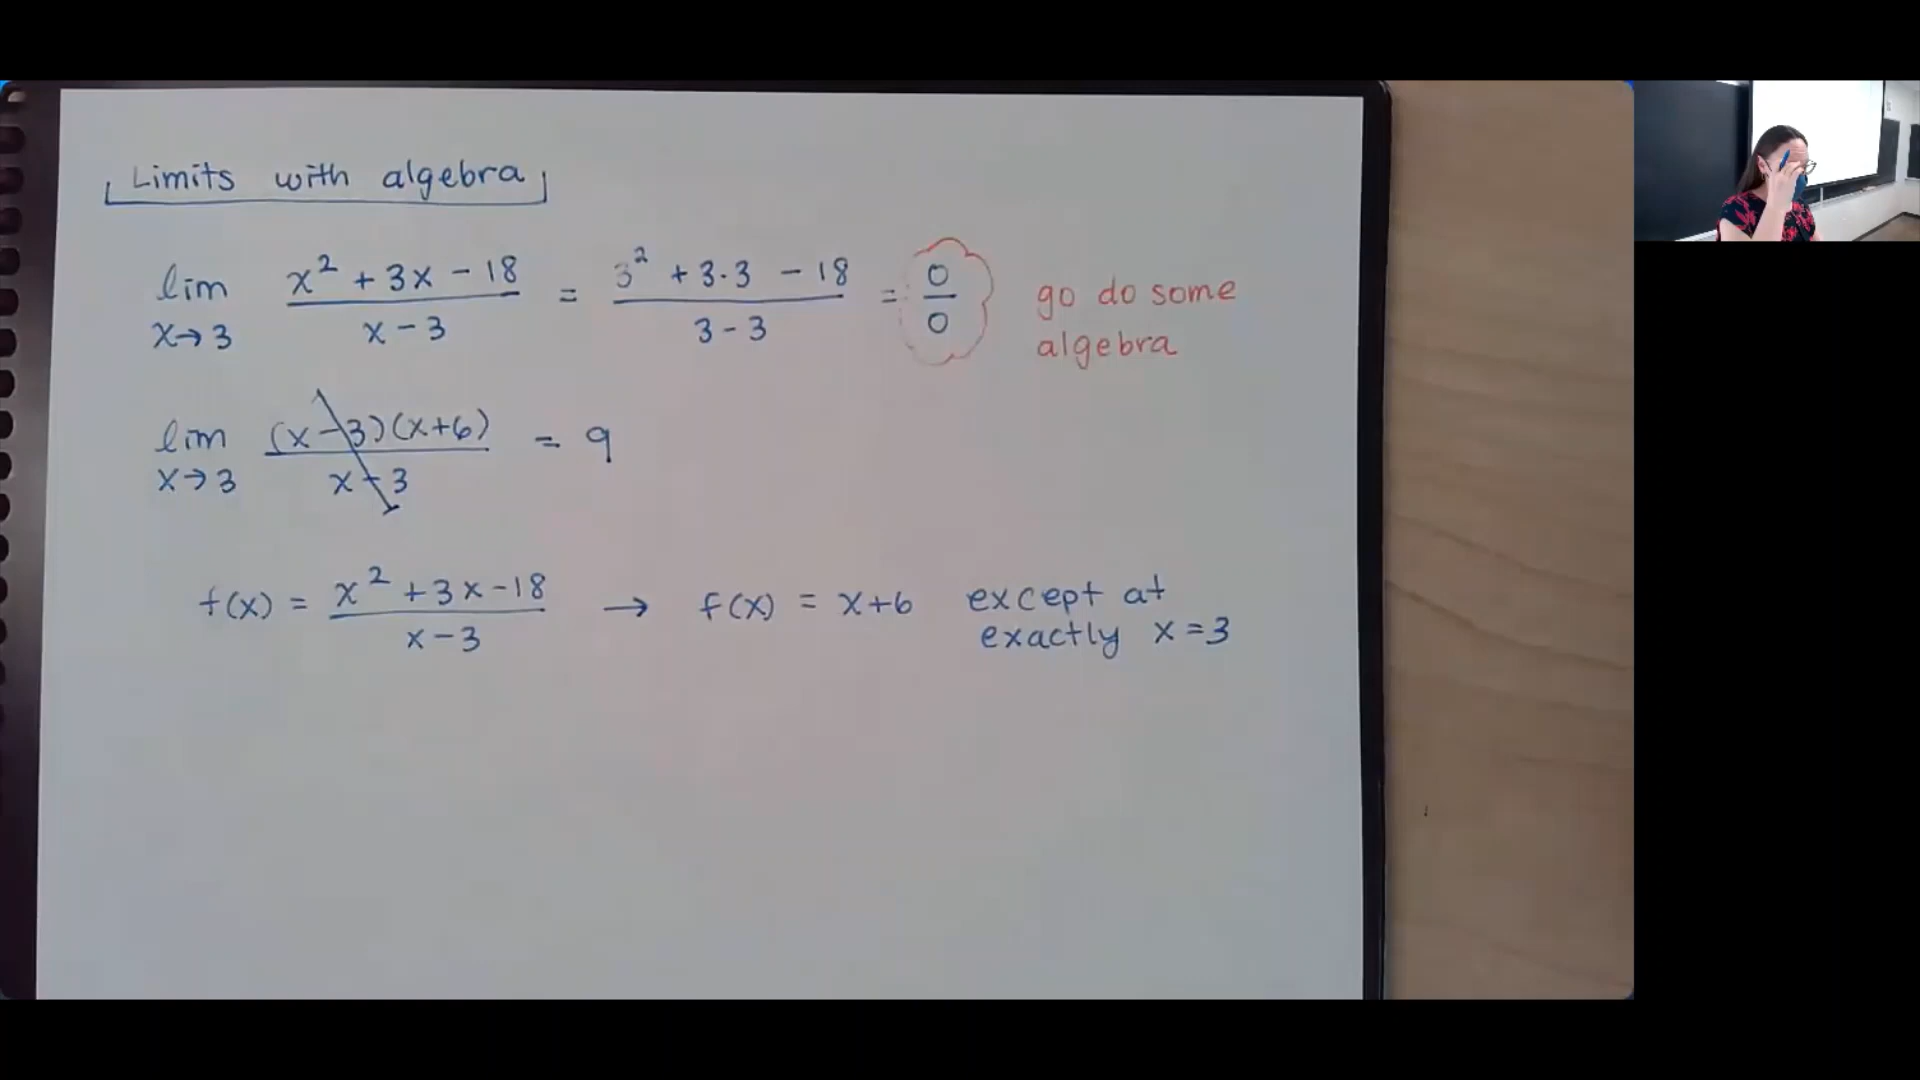 Limits with algebra
lim x→3 (x² + 3x - 18)/(x - 3) = (3² + 3·3 - 18)/(3 - 3) = 0/0 go do some algebra
lim x→3 (x-3)(x+6)/(x-3) = 9
f(x) = (x² + 3x - 18)/(x - 3) → f(x) = x+6 except at
exactly x = 3